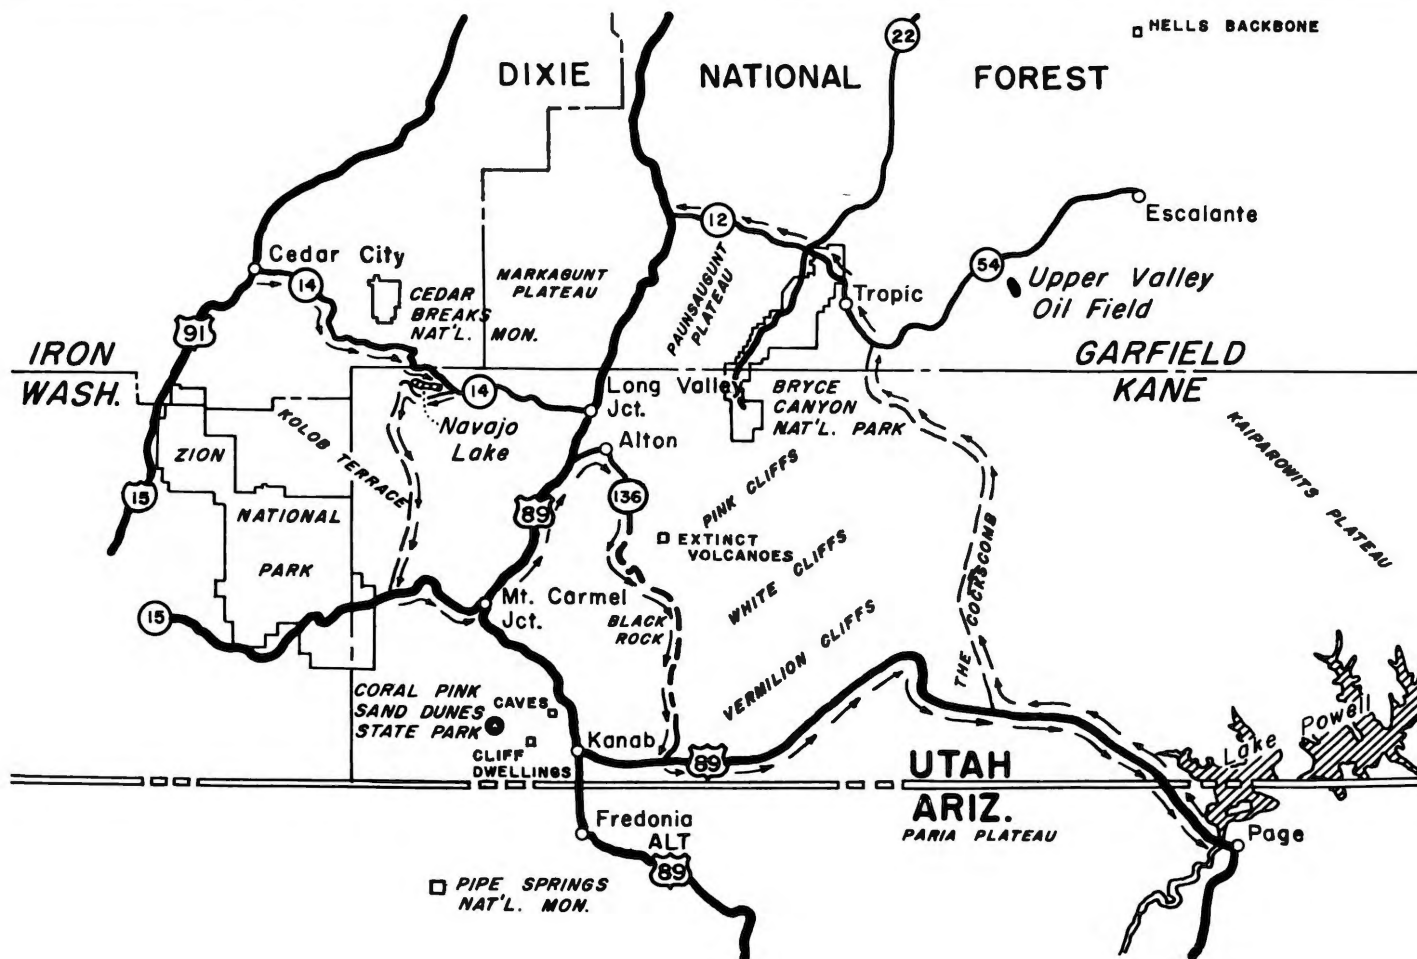 HELLS BACKBONE
22
DIXIE NATIONAL FOREST
Escalante
12
Cedar City
14
MARKAGUNT
PLATEAU
PAUNSAUGUNT
PLATEAU
54
Upper Valley
Oil Field
Tropic
CEDAR
BREAKS
NAT'L. MON.
91
IRON
WASH.
GARFIELD
KANE
14
Long Valley
Jct.
BRYCE
CANYON
NAT'L. PARK
Navajo
Lake
KOLOB TERRACE
Alton
KAIPAROWITS PLATEAU
ZION
NATIONAL
PARK
15
89
136
PINK CLIFFS
EXTINCT
VOLCANOES
WHITE CLIFFS
THE COCKSCOMB
15
Mt. Carmel
Jct.
BLACK
ROCK
VERMILION CLIFFS
CORAL PINK
SAND DUNES
STATE PARK
CAVES
CLIFF
DWELLINGS
Kanab
89
Lake Powell
UTAH
ARIZ.
PARIA PLATEAU
Page
Fredonia
ALT
89
PIPE SPRINGS
NAT'L. MON.